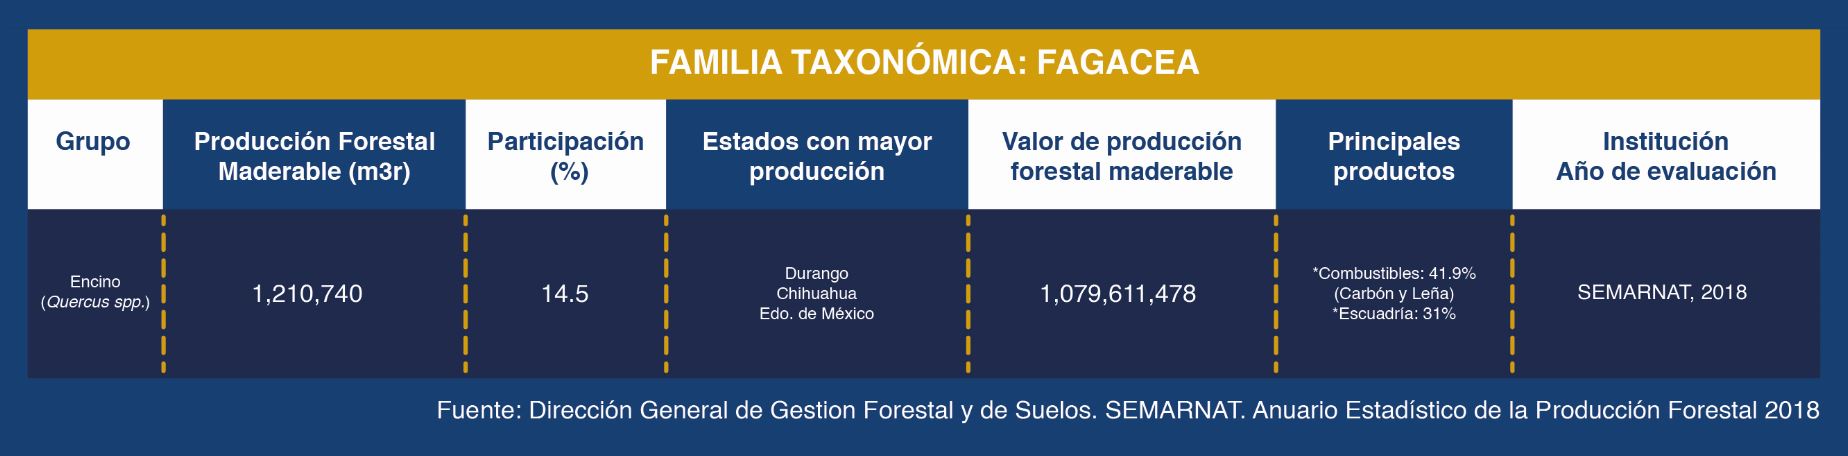 FAMILIA TAXONÓMICA: FAGACEA
Grupo
Producción Forestal
Maderable (m3r)
Participación
(%)
Estados con mayor
producción
Valor de producción
forestal maderable
Principales
productos
Institución
Año de evaluación
Encino
(Quercus spp.)
1,210,740
14.5
Durango
Chihuahua
Edo. de México
1,079,611,478
*Combustibles: 41.9%
(Carbón y Leña)
*Escuadría: 31%
SEMARNAT, 2018
Fuente: Dirección General de Gestion Forestal y de Suelos. SEMARNAT. Anuario Estadístico de la Producción Forestal 2018